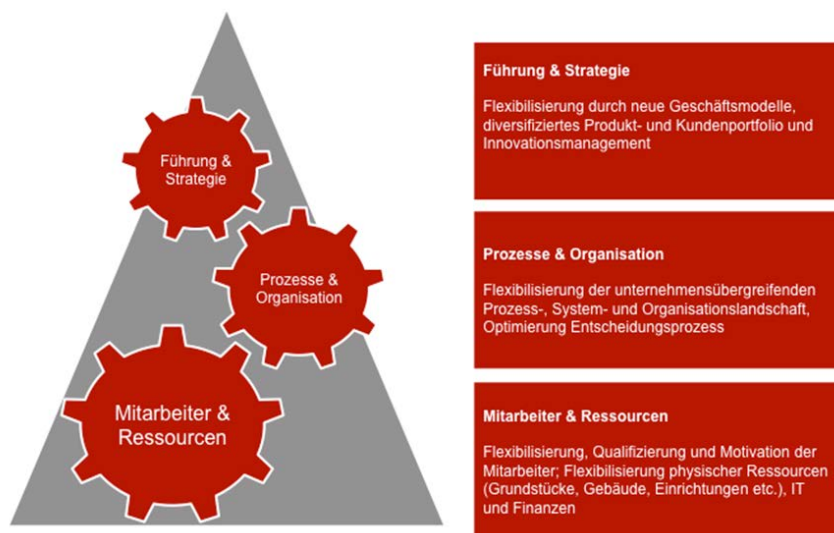 Führung &
Strategie
Prozesse &
Organisation
Mitarbeiter &
Ressourcen
Führung & Strategie
Flexibilisierung durch neue Geschäftsmodelle,
diversifiziertes Produkt- und Kundenportfolio und
Innovationsmanagement
Prozesse & Organisation
Flexibilisierung der unternehmensübergreifenden
Prozess-, System- und Organisationslandschaft,
Optimierung Entscheidungsprozess
Mitarbeiter & Ressourcen
Flexibilisierung, Qualifizierung und Motivation der
Mitarbeiter; Flexibilisierung physischer Ressourcen
(Grundstücke, Gebäude, Einrichtungen etc.), IT
und Finanzen